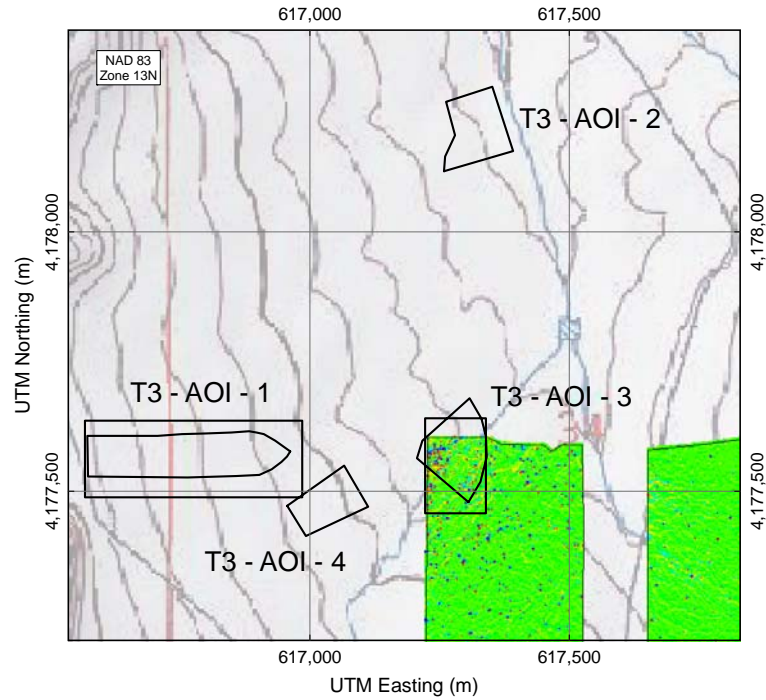 617,000 617,500
NAD 83
Zone 13N
T3 - AOI - 2
4,178,000 4,178,000
UTM Northing (m)
T3 - AOI - 1 T3 - AOI - 3
4,177,500 4,177,500
T3 - AOI - 4
617,000 617,500
UTM Easting (m)